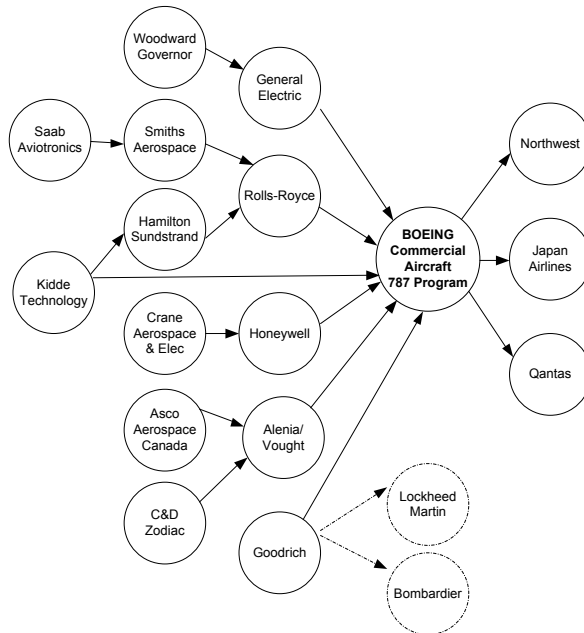 Woodward
Governor
General
Electric
Saab
Aviotronics
Smiths
Aerospace
Northwest
Rolls-Royce
Hamilton
Sundstrand
BOEING
Commercial
Aircraft
787 Program
Japan
Airlines
Kidde
Technology
Crane
Aerospace
& Elec
Honeywell
Qantas
Asco
Aerospace
Canada
Alenia/
Vought
C&D
Zodiac
Goodrich
Lockheed
Martin
Bombardier